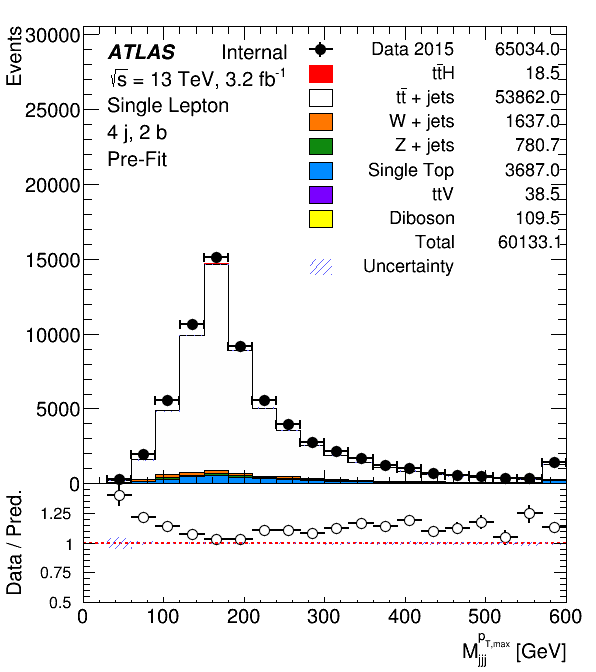 Events
30000
25000
20000
15000
10000
5000
0
ATLAS Internal
√s = 13 TeV, 3.2 fb⁻¹
Single Lepton
4 j, 2 b
Pre-Fit
Data 2015 65034.0
tt̄H 18.5
tt̄ + jets 53862.0
W + jets 1637.0
Z + jets 780.7
Single Top 3687.0
ttV 38.5
Diboson 109.5
Total 60133.1
Uncertainty
Data / Pred.
1.25
1
0.75
0.5
0 100 200 300 400 500 600
M_jjj^p_T,max [GeV]